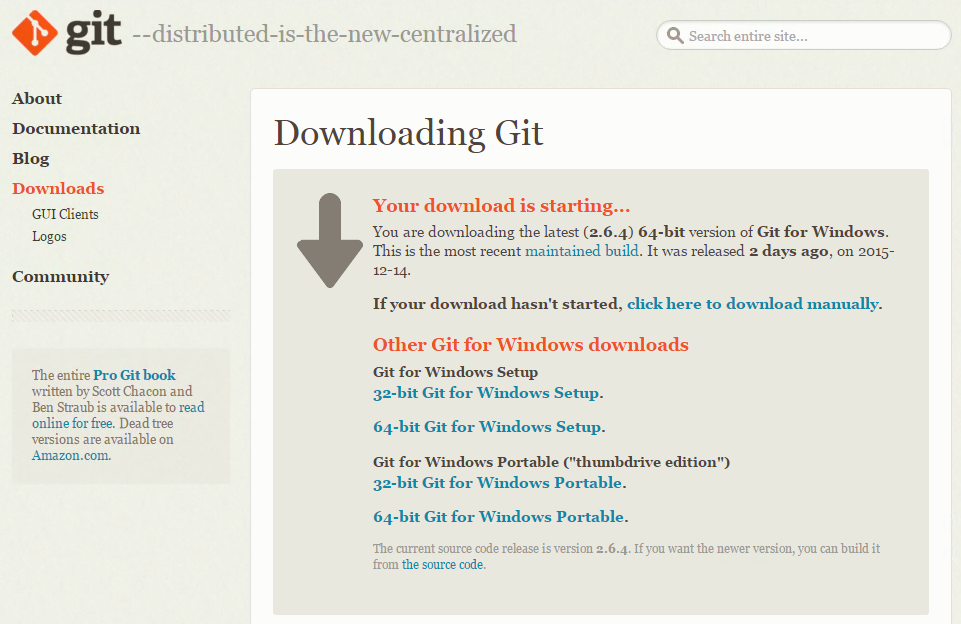 git --distributed-is-the-new-centralized
Search entire site...
About
Documentation
Blog
Downloads
GUI Clients
Logos
Community
The entire Pro Git book
written by Scott Chacon and
Ben Straub is available to read
online for free. Dead tree
versions are available on
Amazon.com.
Downloading Git
Your download is starting...
You are downloading the latest (2.6.4) 64-bit version of Git for Windows.
This is the most recent maintained build. It was released 2 days ago, on 2015-
12-14.
If your download hasn't started, click here to download manually.
Other Git for Windows downloads
Git for Windows Setup
32-bit Git for Windows Setup.
64-bit Git for Windows Setup.
Git for Windows Portable ("thumbdrive edition")
32-bit Git for Windows Portable.
64-bit Git for Windows Portable.
The current source code release is version 2.6.4. If you want the newer version, you can build it
from the source code.